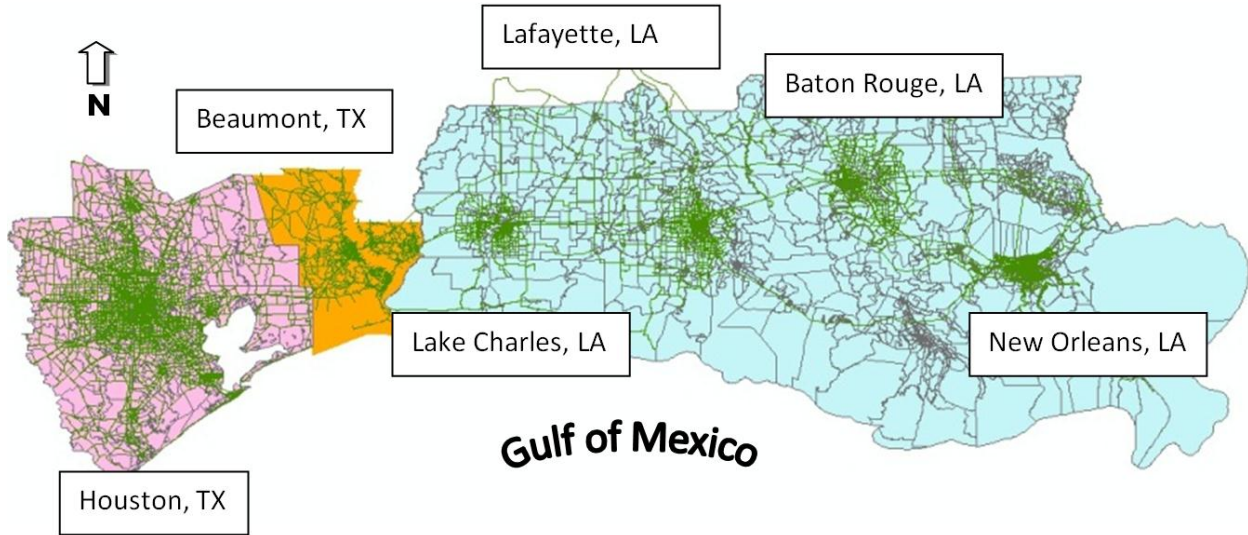 Lafayette, LA
N
Baton Rouge, LA
Beaumont, TX
Lake Charles, LA
New Orleans, LA
Gulf of Mexico
Houston, TX